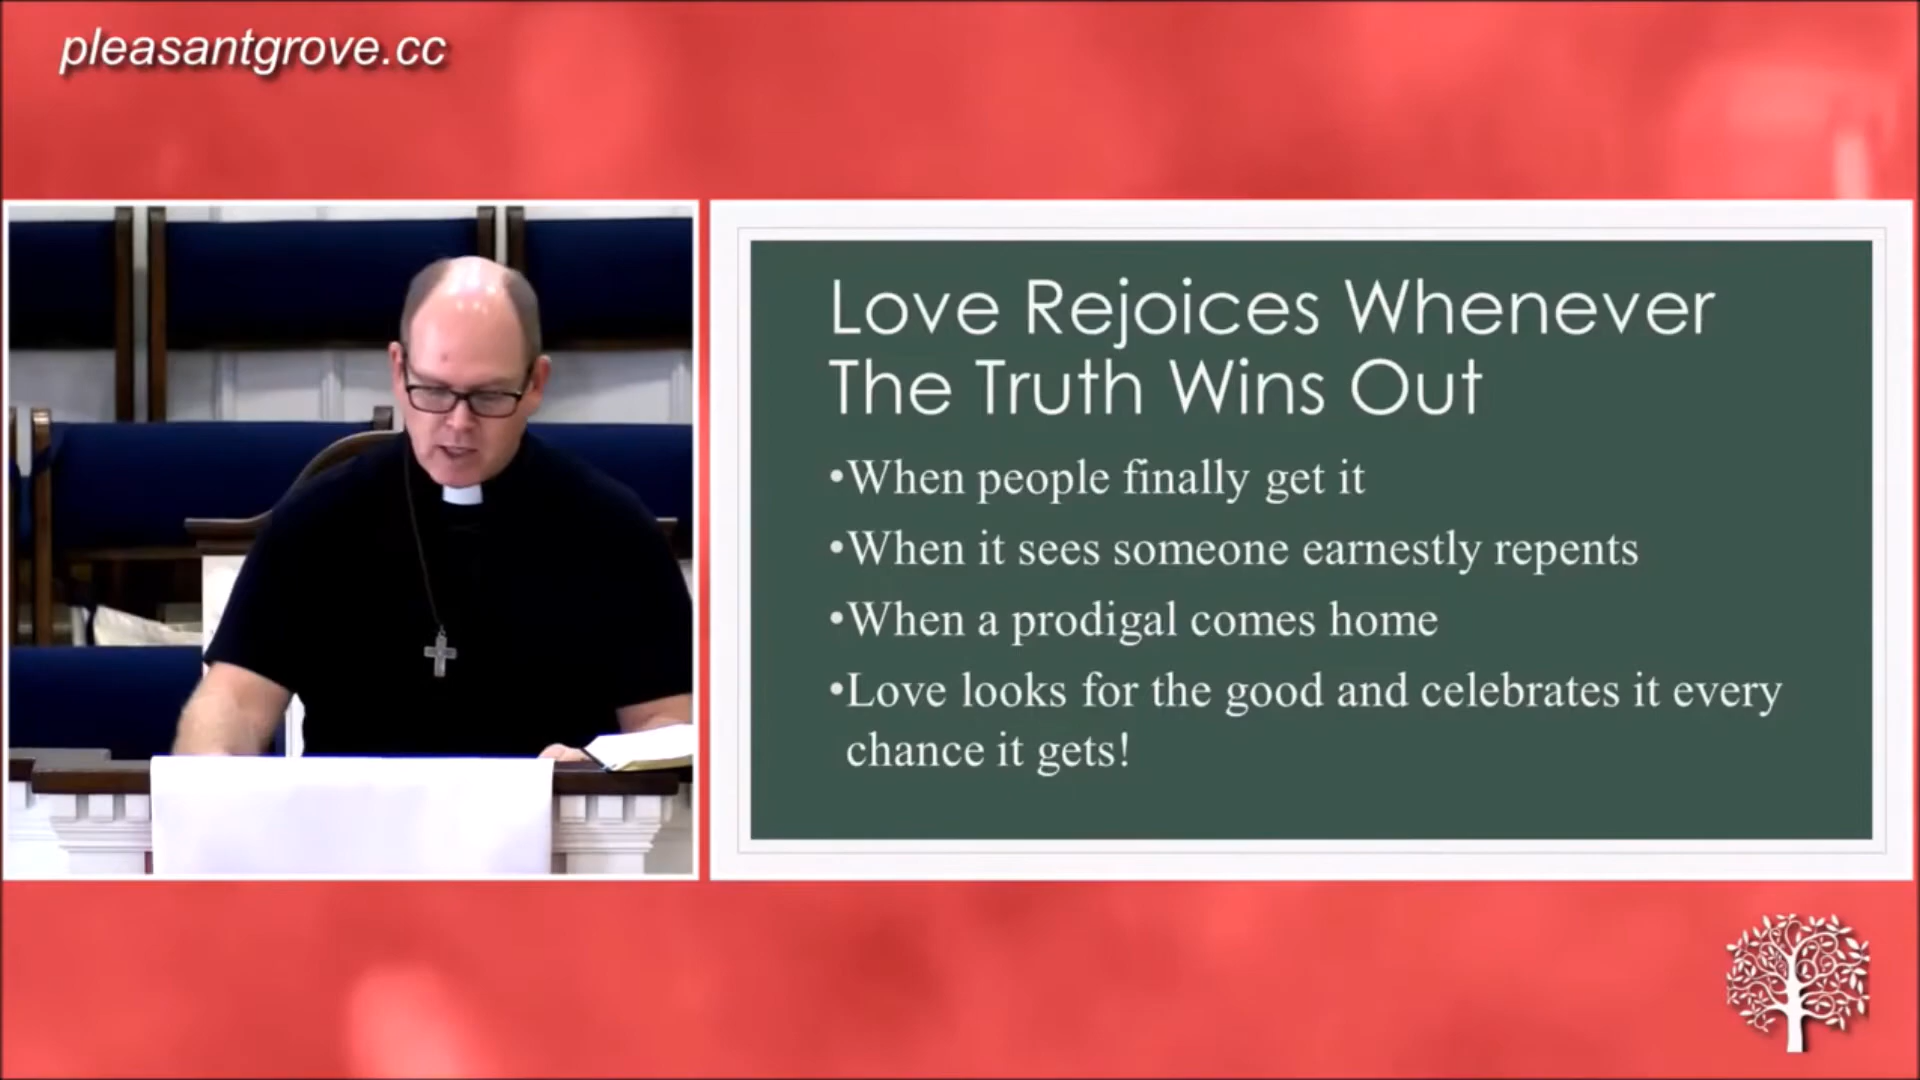 pleasantgrove.cc
Love Rejoices Whenever
The Truth Wins Out
•When people finally get it
•When it sees someone earnestly repents
•When a prodigal comes home
•Love looks for the good and celebrates it every
chance it gets!